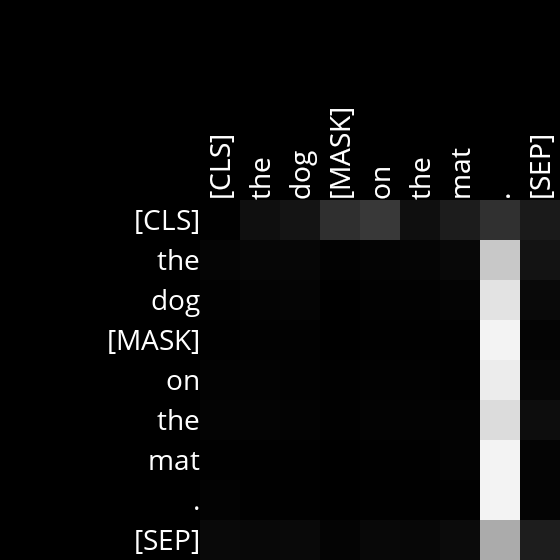 [CLS] the dog [MASK] on the mat . [SEP]
[CLS]
the
dog
[MASK]
on
the
mat
.
[SEP]